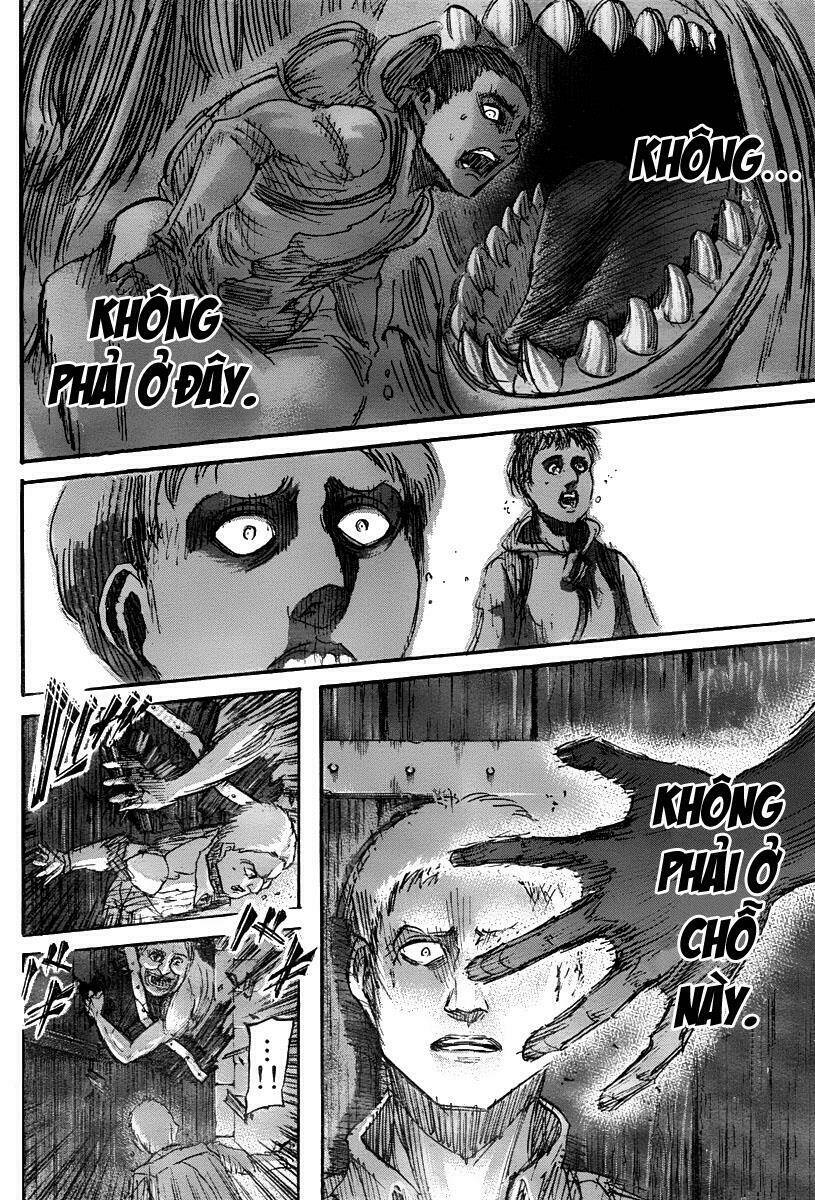 KHÔNG...
KHÔNG
PHẢI Ở ĐÂY.
KHÔNG
PHẢI Ở
CHỖ
NÀY.
...!!